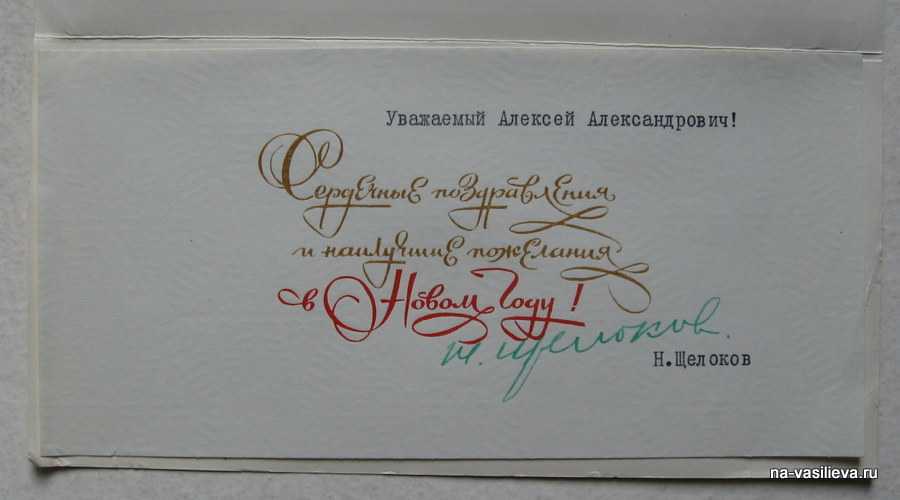 Уважаемый Алексей Александрович!
Сердечные поздравления
и наилучшие пожелания
в Новом Году!
Н. Щелоков.
Н.Щелоков
na-vasilieva.ru